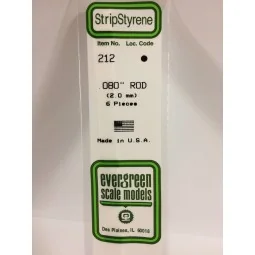 StripStyrene
Item No. Loc. Code
212
.080" ROD
(2.0 mm)
6 Pieces
Made in U.S.A.
evergreen
scale models
Des Plaines, IL 60018